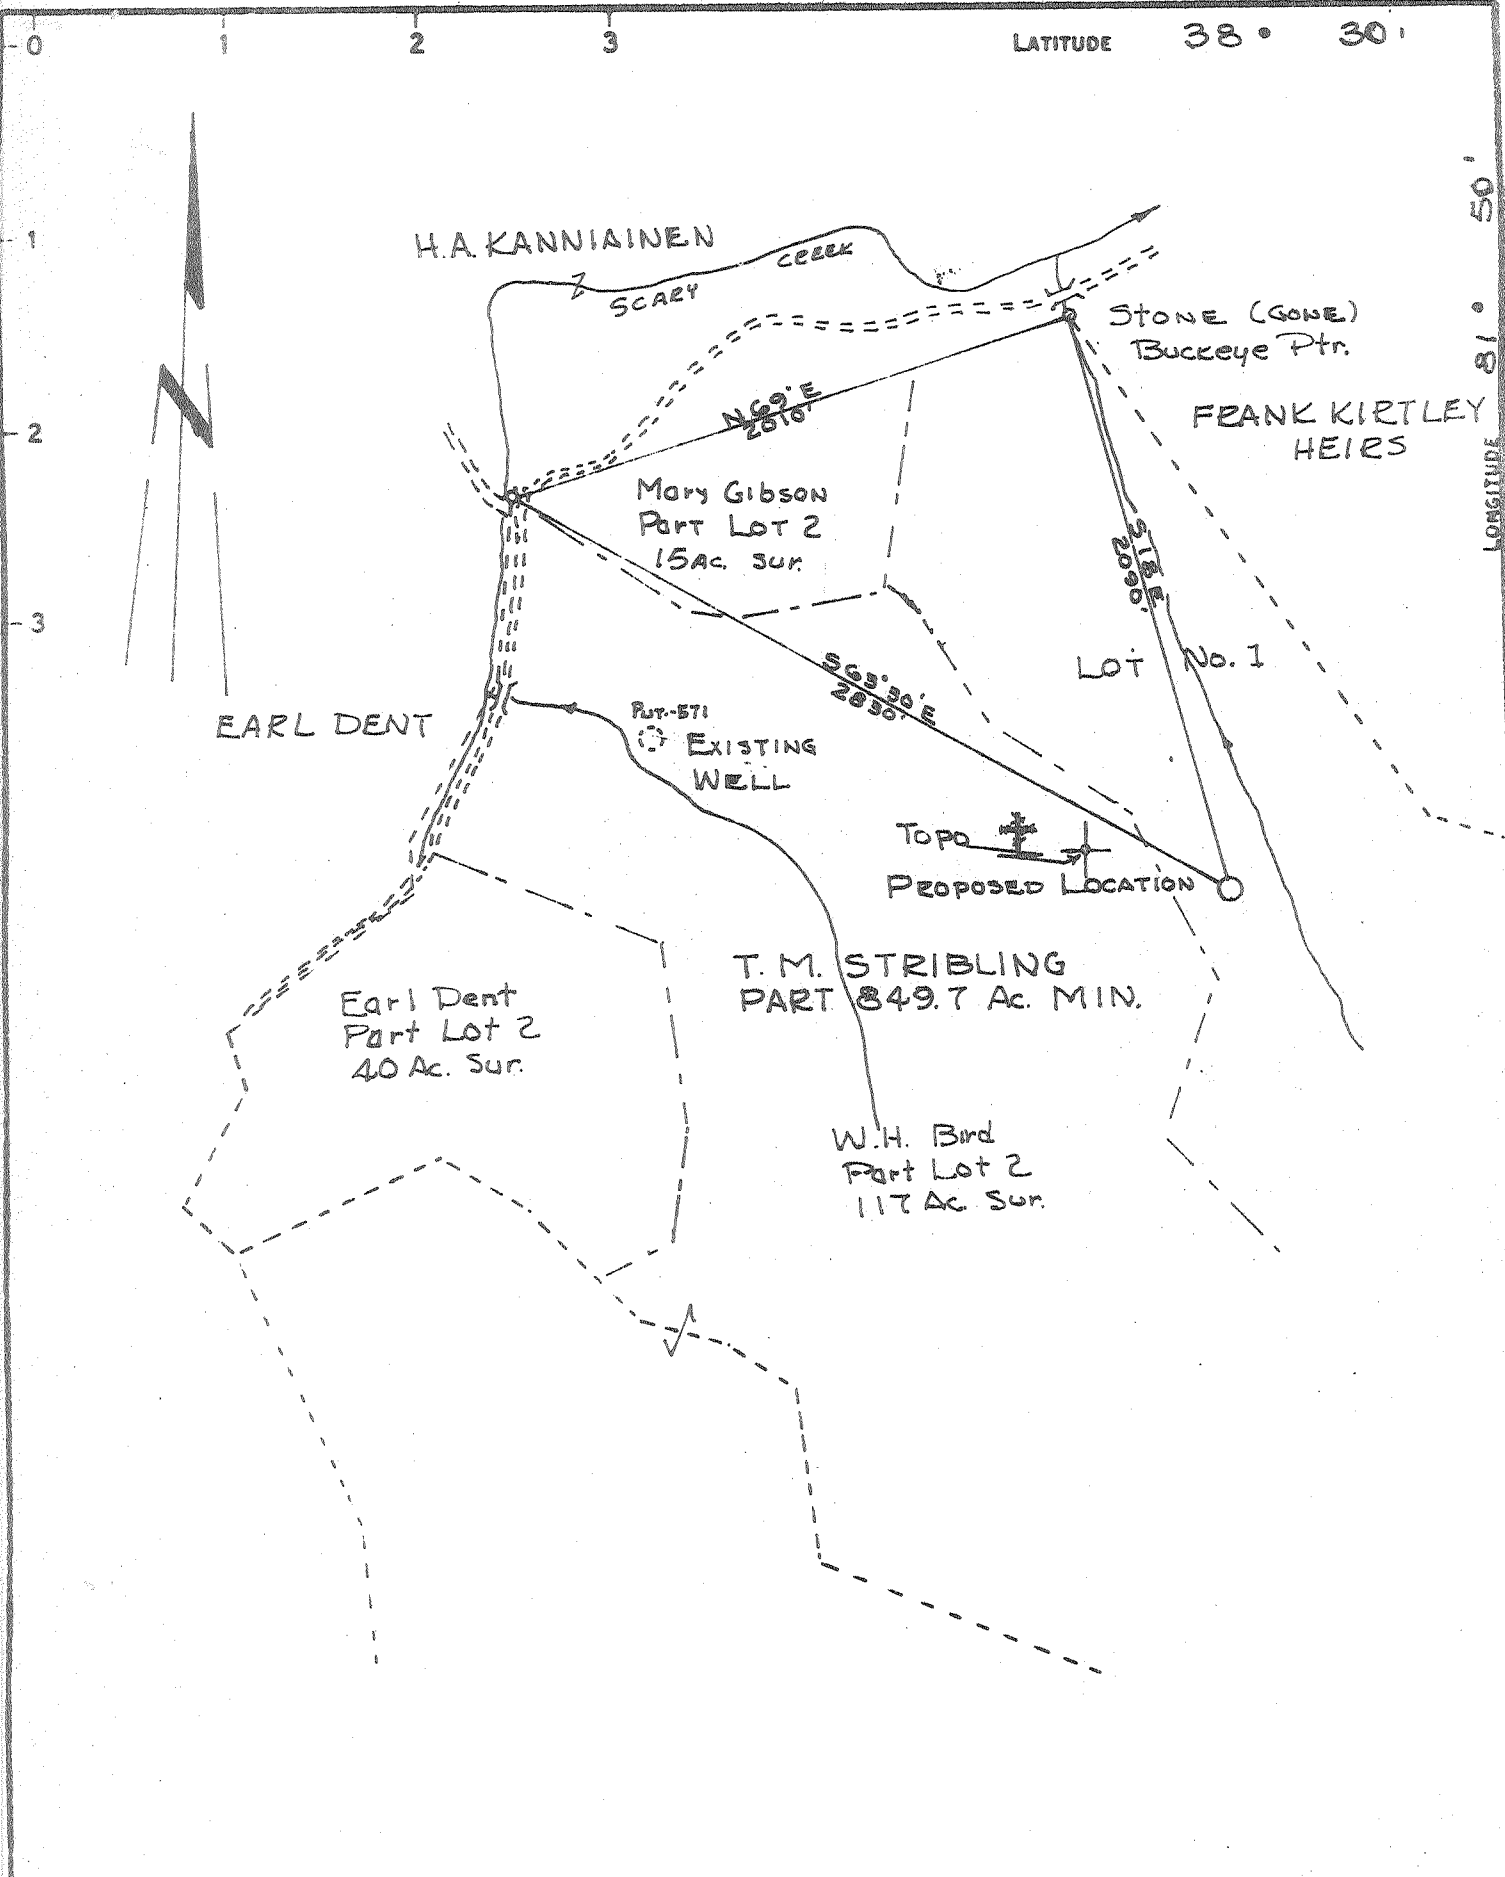 0 1 2 3 LATITUDE 38° 30'
1
2
3
LONGITUDE 81° 50'
H.A. KANNIAINEN
SCARY CREEK
STONE (GONE)
Buckeye Ptr.
FRANK KIRTLEY
HEIRS
N 69° E
2010'
Mary Gibson
Part Lot 2
15 Ac. Sur.
S 18 E
2090'
LOT No. 1
S 63° 30' E
2830'
EARL DENT
PUT.-571
EXISTING
WELL
TOPO
PROPOSED LOCATION
T. M. STRIBLING
PART 849.7 Ac. MIN.
Earl Dent
Part Lot 2
40 Ac. Sur.
W.H. Bird
Part Lot 2
117 Ac. Sur.